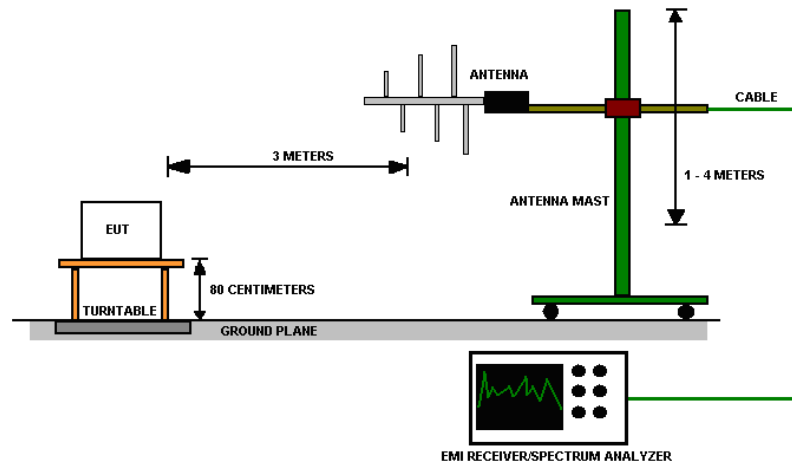 ANTENNA
CABLE
3 METERS
1 - 4 METERS
ANTENNA MAST
EUT
80 CENTIMETERS
TURNTABLE
GROUND PLANE
EMI RECEIVER/SPECTRUM ANALYZER